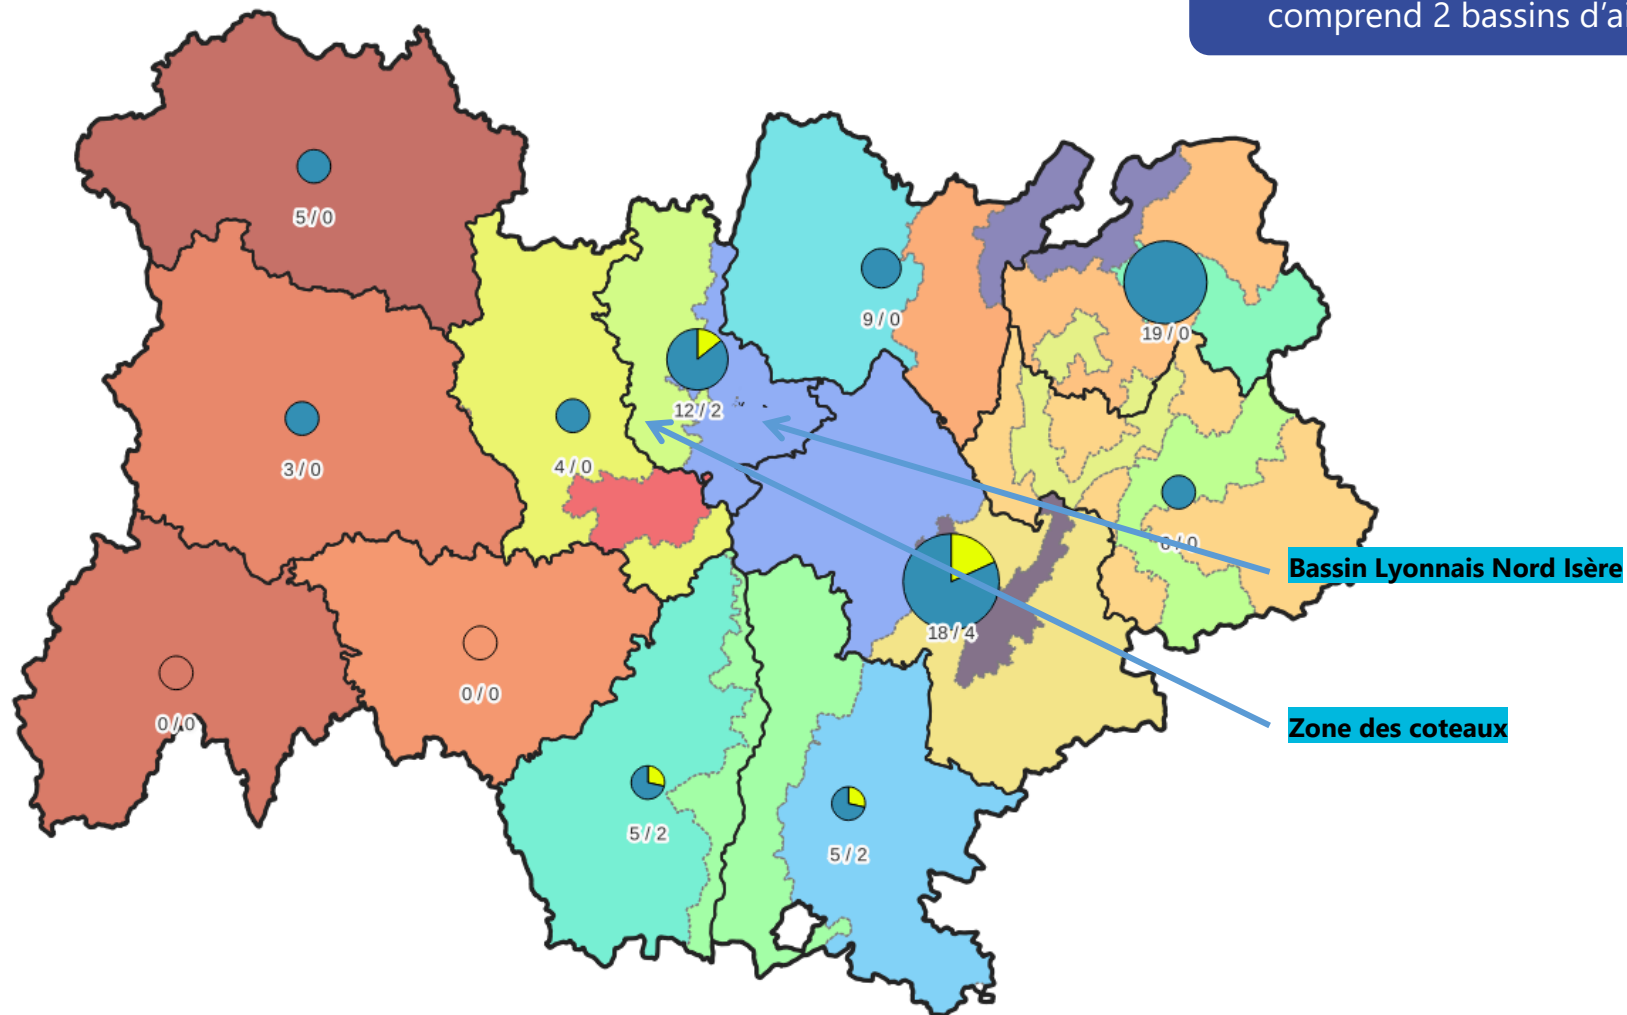 comprend 2 bassins d'ai
5 / 0
9 / 0
19 / 0
12 / 2
3 / 0
4 / 0
/ 0
Bassin Lyonnais Nord Isère
18 / 4
0 / 0
0 / 0
Zone des coteaux
5 / 2
5 / 2